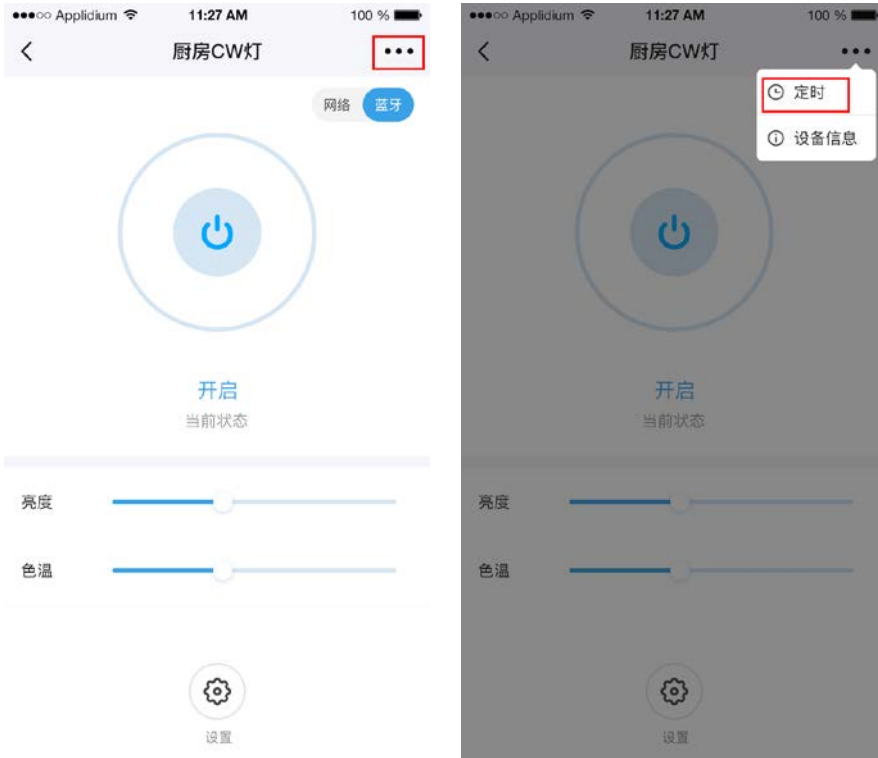 Applidium 11:27 AM 100 %
厨房CW灯
网络 蓝牙
开启
当前状态
亮度
色温
设置
Applidium 11:27 AM 100 %
厨房CW灯
定时
设备信息
开启
当前状态
亮度
色温
设置